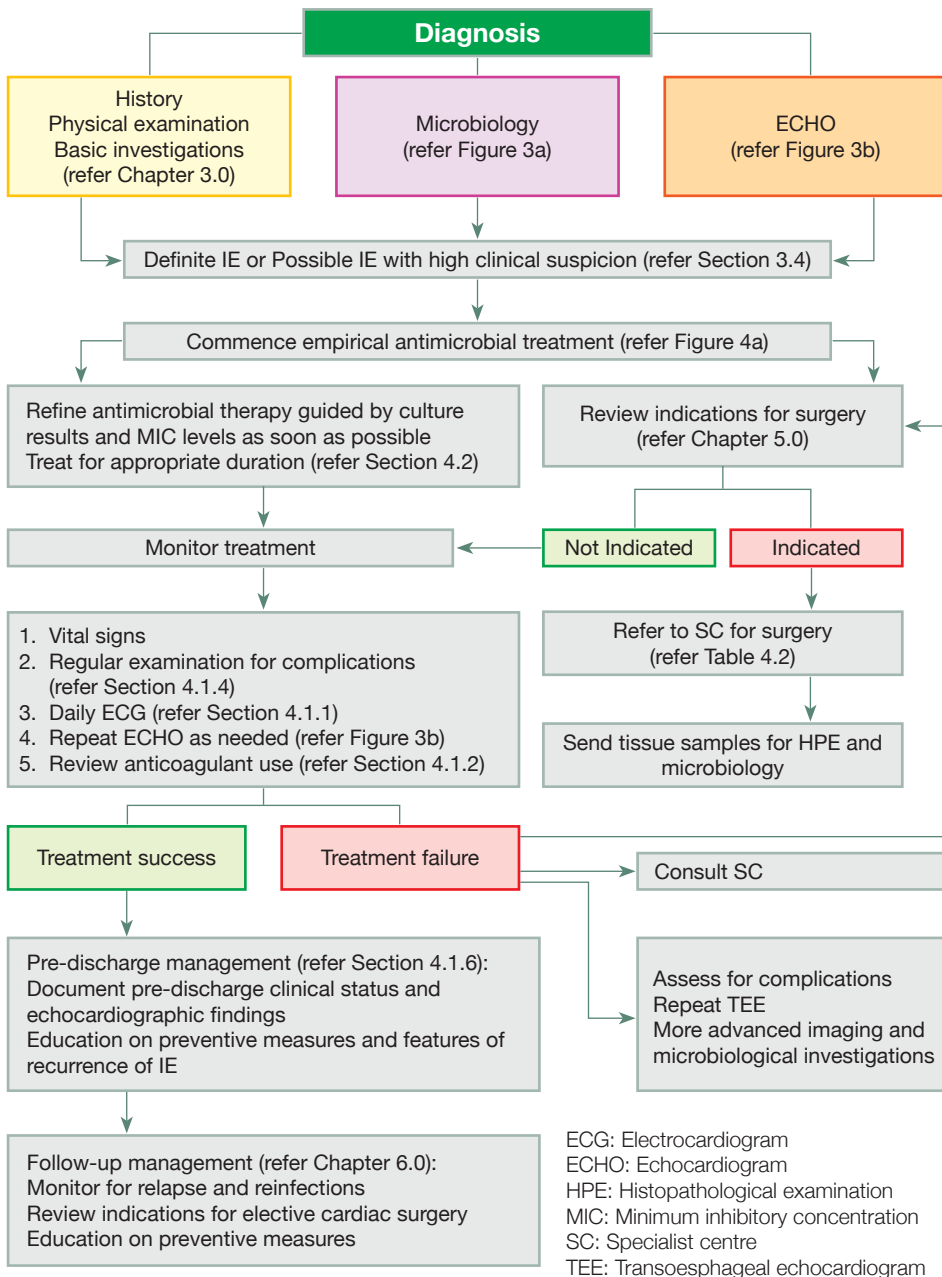 Diagnosis
History
Physical examination
Basic investigations
(refer Chapter 3.0)
Microbiology
(refer Figure 3a)
ECHO
(refer Figure 3b)
Definite IE or Possible IE with high clinical suspicion (refer Section 3.4)
Commence empirical antimicrobial treatment (refer Figure 4a)
Refine antimicrobial therapy guided by culture
results and MIC levels as soon as possible
Treat for appropriate duration (refer Section 4.2)
Review indications for surgery
(refer Chapter 5.0)
Monitor treatment
Not Indicated
Indicated
1. Vital signs
2. Regular examination for complications
(refer Section 4.1.4)
3. Daily ECG (refer Section 4.1.1)
4. Repeat ECHO as needed (refer Figure 3b)
5. Review anticoagulant use (refer Section 4.1.2)
Refer to SC for surgery
(refer Table 4.2)
Send tissue samples for HPE and
microbiology
Treatment success
Treatment failure
Consult SC
Pre-discharge management (refer Section 4.1.6):
Document pre-discharge clinical status and
echocardiographic findings
Education on preventive measures and features of
recurrence of IE
Assess for complications
Repeat TEE
More advanced imaging and
microbiological investigations
Follow-up management (refer Chapter 6.0):
Monitor for relapse and reinfections
Review indications for elective cardiac surgery
Education on preventive measures
ECG: Electrocardiogram
ECHO: Echocardiogram
HPE: Histopathological examination
MIC: Minimum inhibitory concentration
SC: Specialist centre
TEE: Transoesphageal echocardiogram